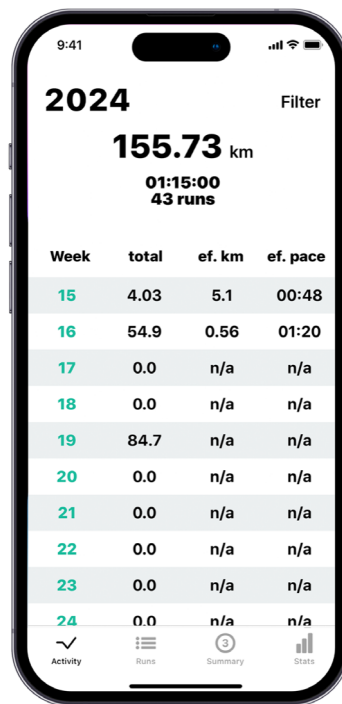 9:41
2024 Filter
155.73 km
01:15:00
43 runs
Week total ef. km ef. pace
15 4.03 5.1 00:48
16 54.9 0.56 01:20
17 0.0 n/a n/a
18 0.0 n/a n/a
19 84.7 n/a n/a
20 0.0 n/a n/a
21 0.0 n/a n/a
22 0.0 n/a n/a
23 0.0 n/a n/a
24 0.0 n/a n/a
3
Activity Runs Summary Stats